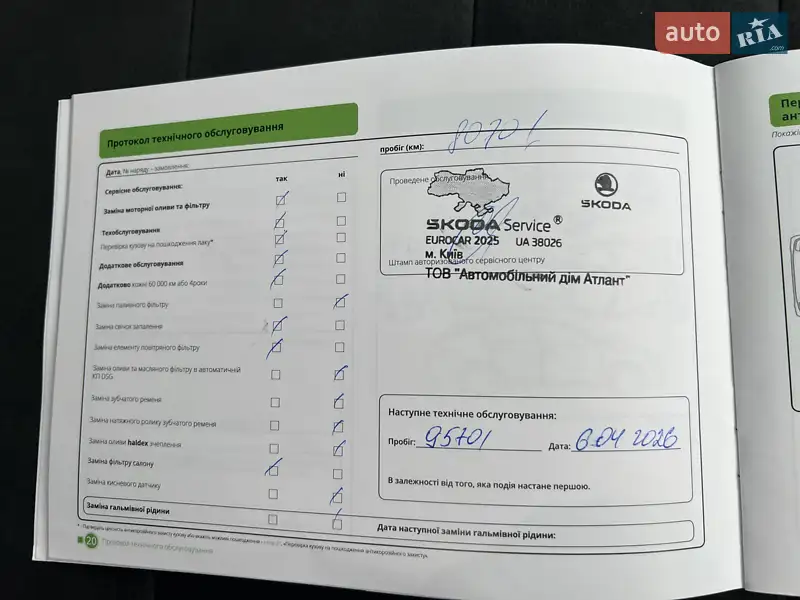 auto RIA.com
Протокол технічного обслуговування
Дата, № наряду – замовлення:
пробіг (км): 80701
так ні
Сервісне обслуговування:
Заміна моторної оливи та фільтру
Техобслуговування
Перевірка кузову на пошкодження лаку*
Додаткове обслуговування
Додатково кожні 60 000 км або 4роки
Заміна паливного фільтру
Заміна свічок запалення
Заміна елементу повітряного фільтру
Заміна оливи та масляного фільтру в автоматичній
КП DSG
Заміна зубчатого ременя
Заміна натяжного ролику зубчатого ременя
Заміна оливи haldex зчеплення
Заміна фільтру салону
Заміна кисневого датчику
Заміна гальмівної рідини
Проведене обслуговування
SKODA
SKODA Service®
EUROCAR 2025 UA 38026
м. Київ
Штамп авторизованого сервісного центру
ТОВ "Автомобільний дім Атлант"
Наступне технічне обслуговування:
Пробіг: 95701 Дата: 6.04 2026
В залежності від того, яка подія настане першою.
Дата наступної заміни гальмівної рідини:
20 Протокол технічного обслуговування
Пе
ан
Покажі